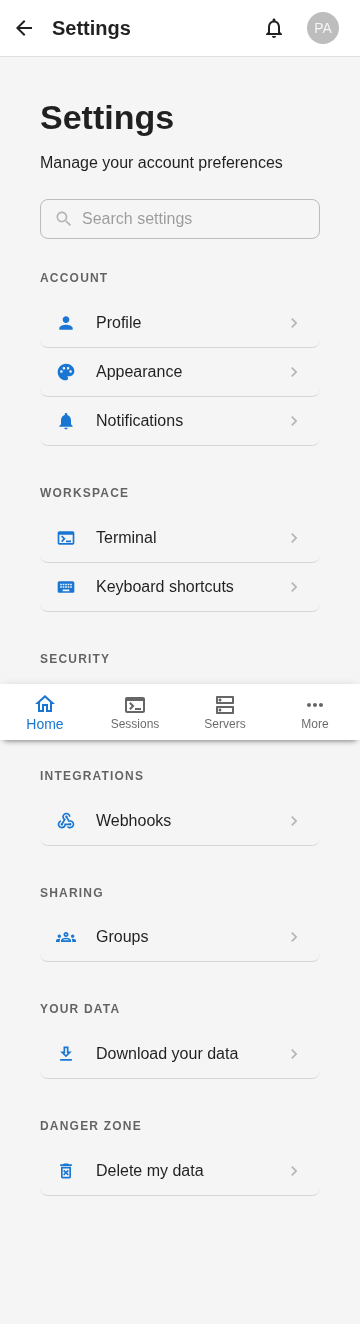 Settings
PA
Settings
Manage your account preferences
Search settings
ACCOUNT
Profile
Appearance
Notifications
WORKSPACE
Terminal
Keyboard shortcuts
SECURITY
Home
Sessions
Servers
More
INTEGRATIONS
Webhooks
SHARING
Groups
YOUR DATA
Download your data
DANGER ZONE
Delete my data